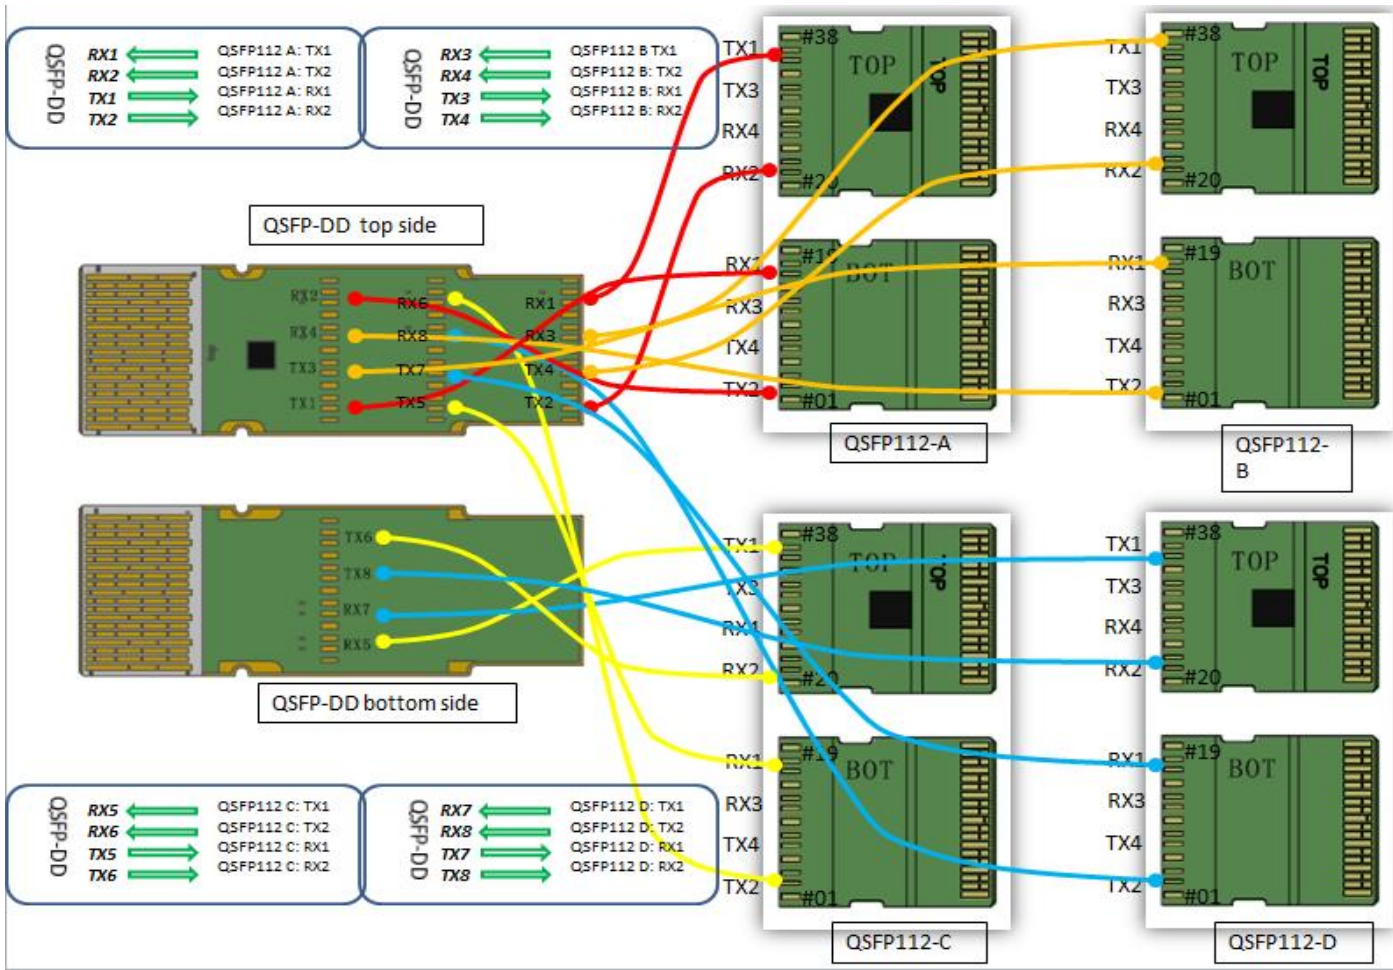 QSFP-DD
RX1 QSFP112 A: TX1
RX2 QSFP112 A: TX2
TX1 QSFP112 A: RX1
TX2 QSFP112 A: RX2
QSFP-DD
RX3 QSFP112 B TX1
RX4 QSFP112 B: TX2
TX3 QSFP112 B: RX1
TX4 QSFP112 B: RX2
TX1
TX3
RX4
RX2
#38
TOP
TOP
#20
TX1
TX3
RX4
RX2
#38
TOP
TOP
#20
QSFP-DD top side
RX2 RX6 RX1
RX4 RX8 RX3
TX3 TX7 TX4
TX1 TX5 TX2
RX1
RX3
TX4
TX2
#19
BOT
#01
QSFP112-A
RX1
RX3
TX4
TX2
#19
BOT
#01
QSFP112-
B
TX6
TX8
RX7
RX5
QSFP-DD bottom side
TX1
TX3
RX4
RX2
#38
TOP
TOP
#20
TX1
TX3
RX4
RX2
#38
TOP
TOP
#20
QSFP-DD
RX5 QSFP112 C: TX1
RX6 QSFP112 C: TX2
TX5 QSFP112 C: RX1
TX6 QSFP112 C: RX2
QSFP-DD
RX7 QSFP112 D: TX1
RX8 QSFP112 D: TX2
TX7 QSFP112 D: RX1
TX8 QSFP112 D: RX2
RX1
RX3
TX4
TX2
#19
BOT
#01
QSFP112-C
RX1
RX3
TX4
TX2
#19
BOT
#01
QSFP112-D